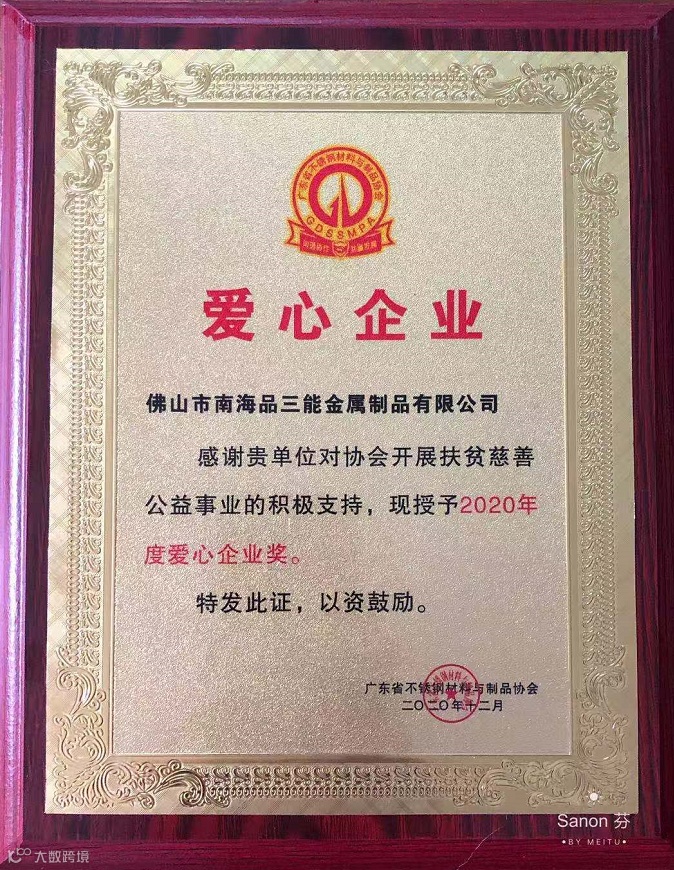 广东省不锈钢材料与制品协会
GDSSMPA
爱心企业
佛山市南海品三能金属制品有限公司
感谢贵单位对协会开展扶贫慈善
公益事业的积极支持，现授予2020年
度爱心企业奖。
特发此证，以资鼓励。
广东省不锈钢材料与制品协会
二〇二〇年十二月
Sanon 芬
•BY MEITU•
大数跨境